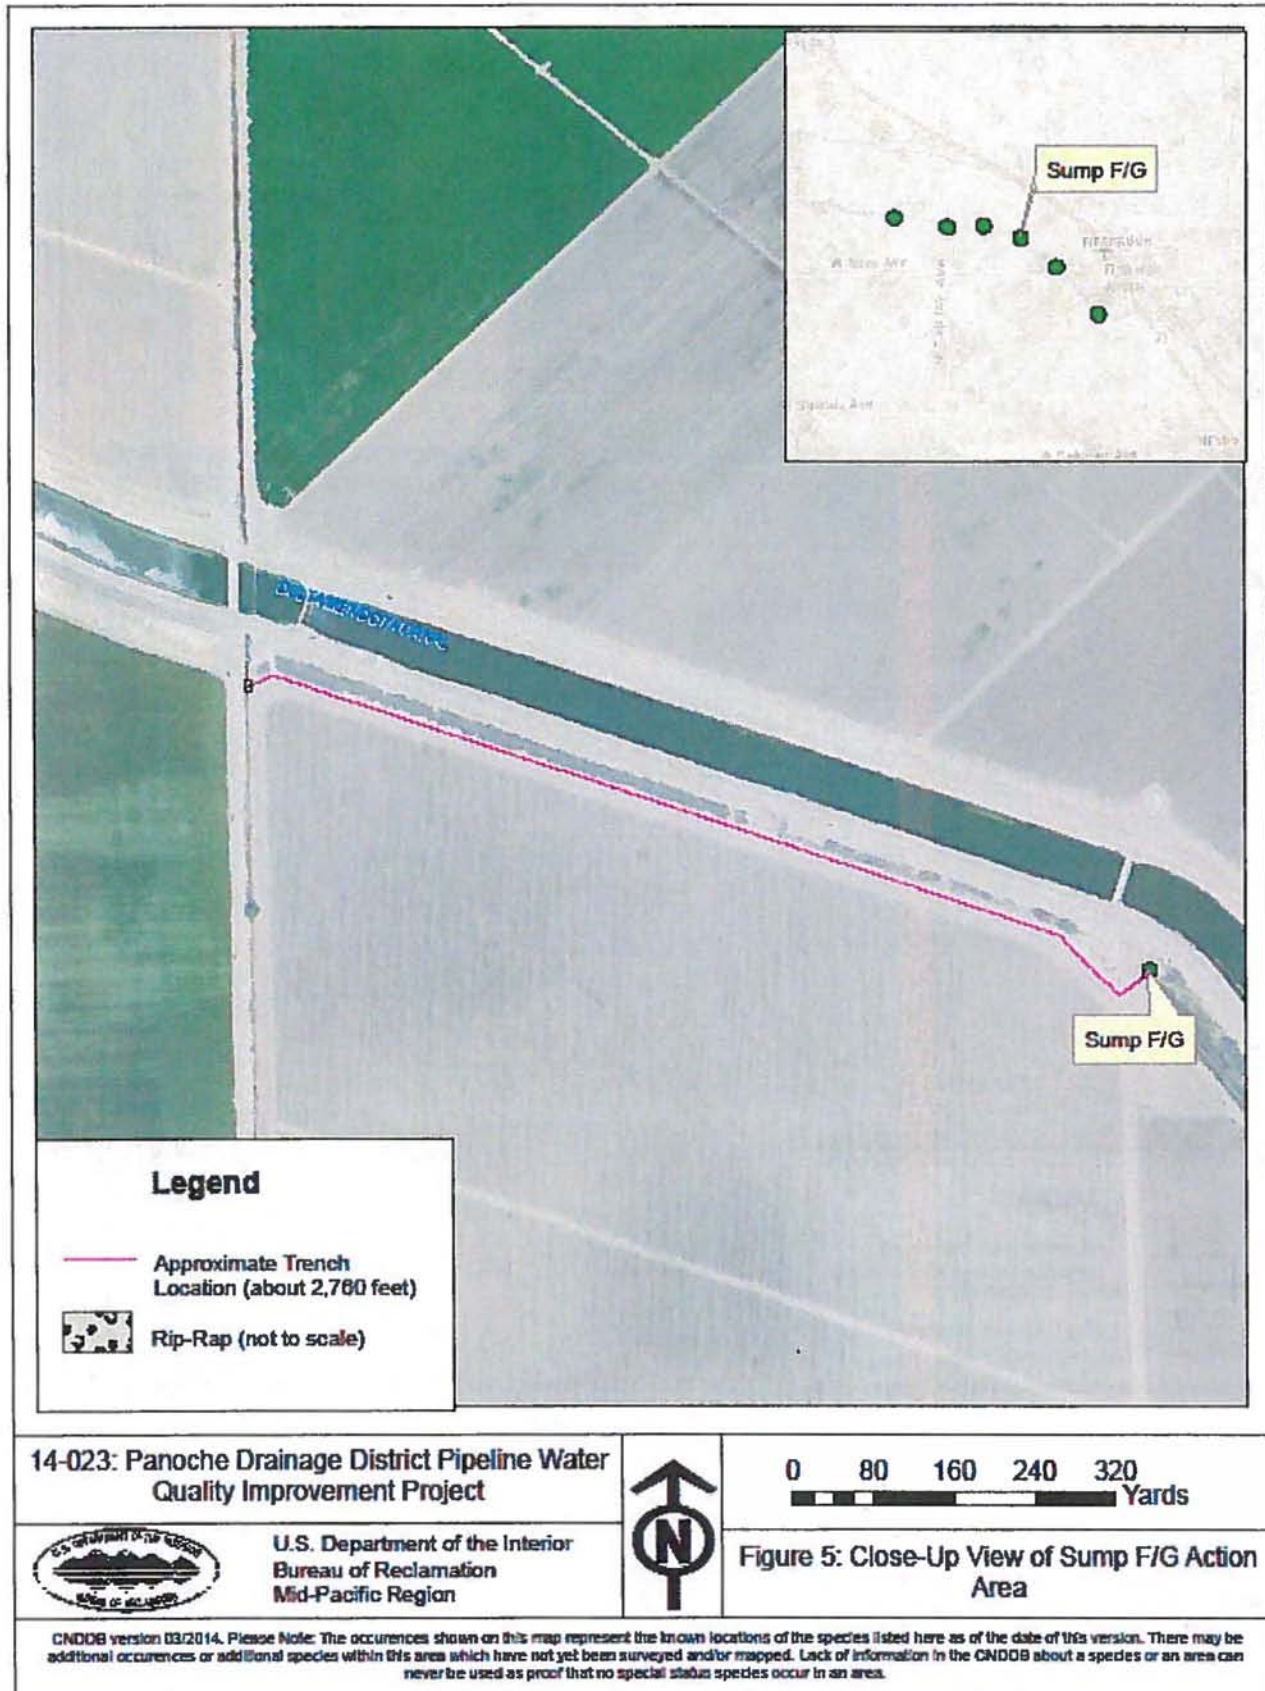 Sump F/G
Sump F/G
Legend
Approximate Trench
Location (about 2,760 feet)
Rip-Rap (not to scale)
14-023: Panoche Drainage District Pipeline Water
Quality Improvement Project
U.S. Department of the Interior
Bureau of Reclamation
Mid-Pacific Region
N
0 80 160 240 320
Yards
Figure 5: Close-Up View of Sump F/G Action
Area
CNDDB version 03/2014. Please Note: The occurences shown on this map represent the known locations of the species listed here as of the date of this version. There may be
additional occurences or additional species within this area which have not yet been surveyed and/or mapped. Lack of information in the CNDDB about a species or an area can
never be used as proof that no special status species occur in an area.